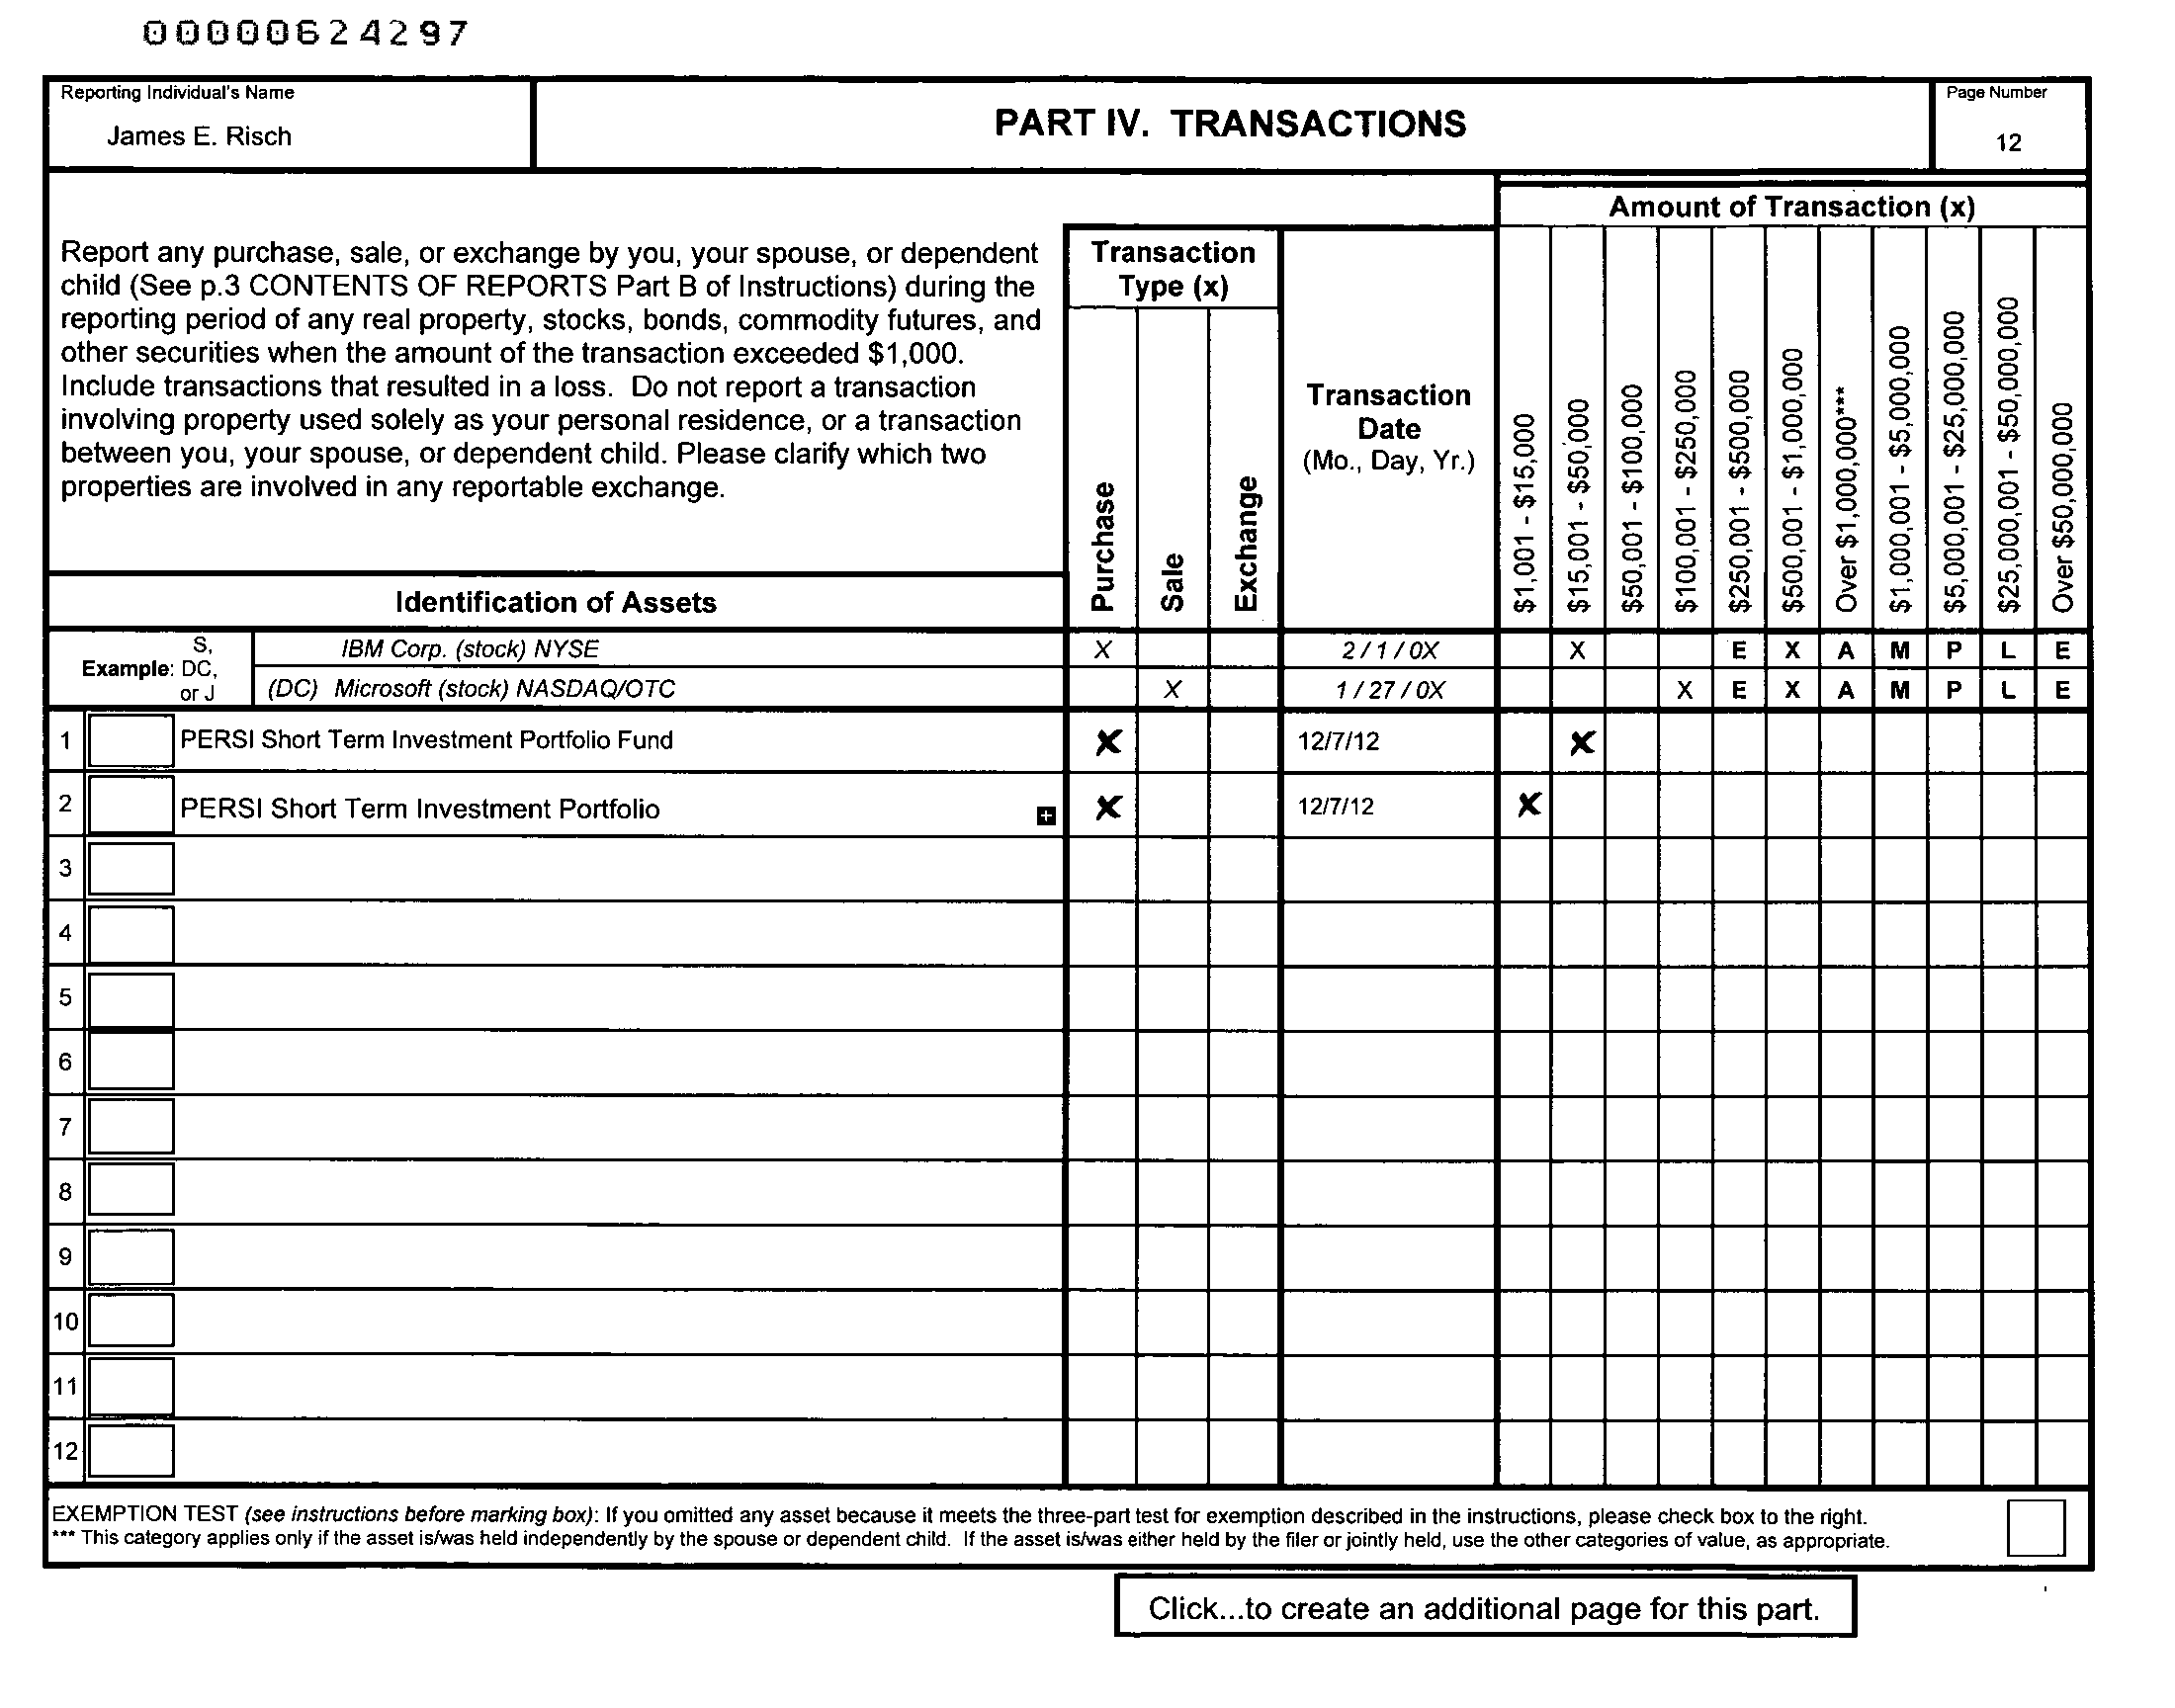 00000624297
Reporting Individual's Name
James E. Risch
PART IV. TRANSACTIONS
Page Number
12
Amount of Transaction (x)
Report any purchase, sale, or exchange by you, your spouse, or dependent
child (See p.3 CONTENTS OF REPORTS Part B of Instructions) during the
reporting period of any real property, stocks, bonds, commodity futures, and
other securities when the amount of the transaction exceeded $1,000.
Include transactions that resulted in a loss. Do not report a transaction
involving property used solely as your personal residence, or a transaction
between you, your spouse, or dependent child. Please clarify which two
properties are involved in any reportable exchange.
Transaction
Type (x)
Purchase
Sale
Exchange
Transaction
Date
(Mo., Day, Yr.)
$1,001 - $15,000
$15,001 - $50,000
$50,001 - $100,000
$100,001 - $250,000
$250,001 - $500,000
$500,001 - $1,000,000
Over $1,000,000***
$1,000,001 - $5,000,000
$5,000,001 - $25,000,000
$25,000,001 - $50,000,000
Over $50,000,000
Identification of Assets
Example: S, DC, or J
IBM Corp. (stock) NYSE X 2 / 1 / 0X X E X A M P L E
(DC) Microsoft (stock) NASDAQ/OTC X 1 / 27 / 0X X E X A M P L E
1 PERSI Short Term Investment Portfolio Fund X 12/7/12 X
2 PERSI Short Term Investment Portfolio + X 12/7/12 X
3
4
5
6
7
8
9
10
11
12
EXEMPTION TEST (see instructions before marking box): If you omitted any asset because it meets the three-part test for exemption described in the instructions, please check box to the right.
*** This category applies only if the asset is/was held independently by the spouse or dependent child. If the asset is/was either held by the filer or jointly held, use the other categories of value, as appropriate.
Click...to create an additional page for this part.